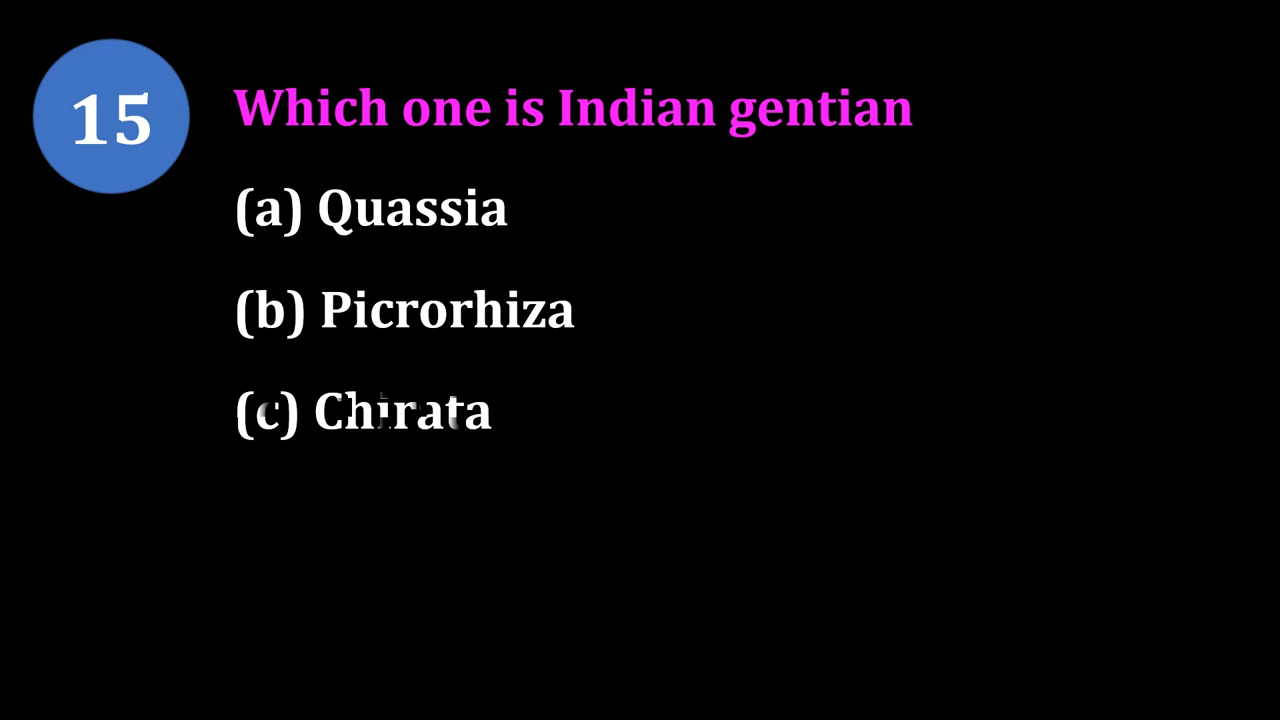 15
Which one is Indian gentian
(a) Quassia
(b) Picrorhiza
(c) Chirata